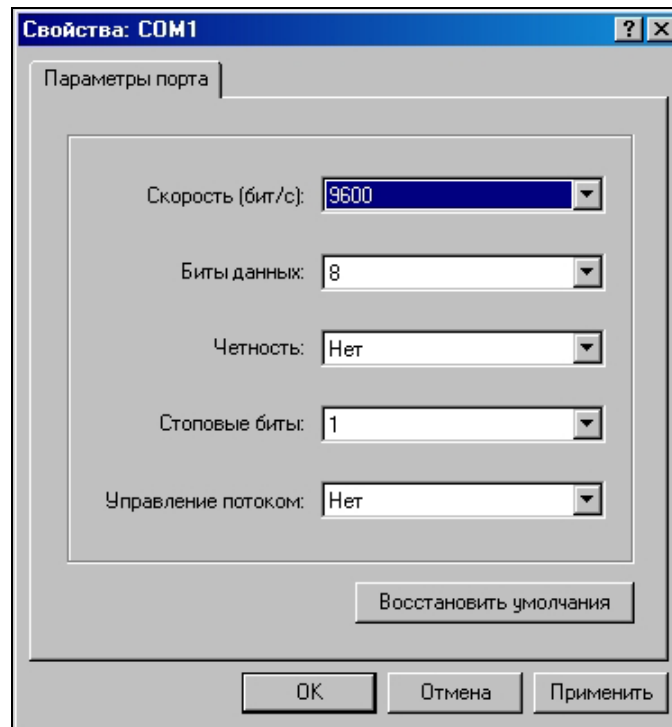 Свойства: COM1
Параметры порта
Скорость (бит/с): 9600
Биты данных: 8
Четность: Нет
Стоповые биты: 1
Управление потоком: Нет
Восстановить умолчания
OK Отмена Применить